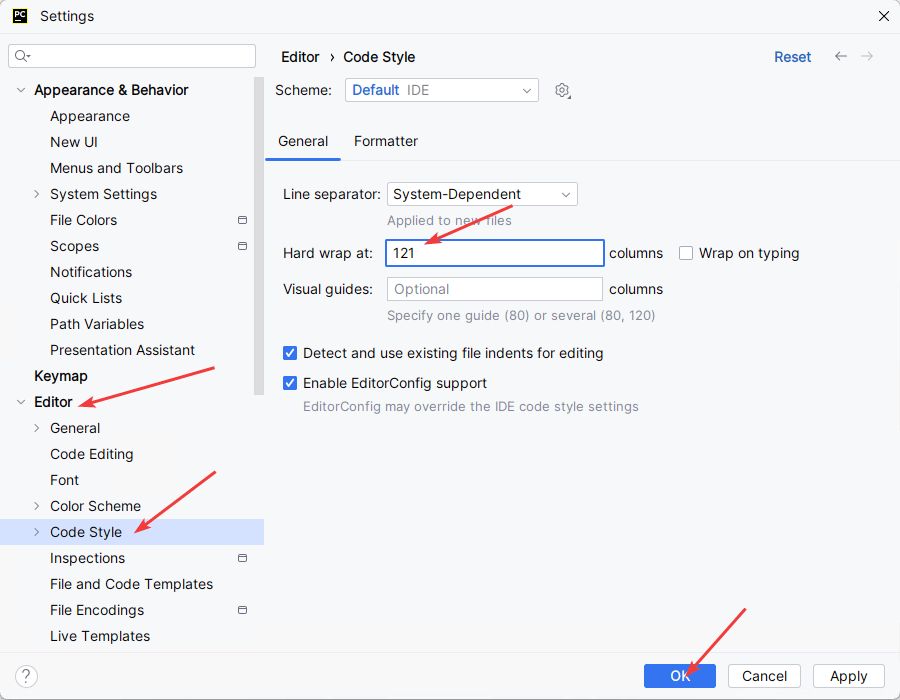 PC Settings
Appearance & Behavior
Appearance
New UI
Menus and Toolbars
System Settings
File Colors
Scopes
Notifications
Quick Lists
Path Variables
Presentation Assistant
Keymap
Editor
General
Code Editing
Font
Color Scheme
Code Style
Inspections
File and Code Templates
File Encodings
Live Templates
?
Editor › Code Style Reset
Scheme: Default IDE
General Formatter
Line separator: System-Dependent
Applied to new files
Hard wrap at: 121 columns Wrap on typing
Visual guides: Optional columns
Specify one guide (80) or several (80, 120)
Detect and use existing file indents for editing
Enable EditorConfig support
EditorConfig may override the IDE code style settings
OK Cancel Apply